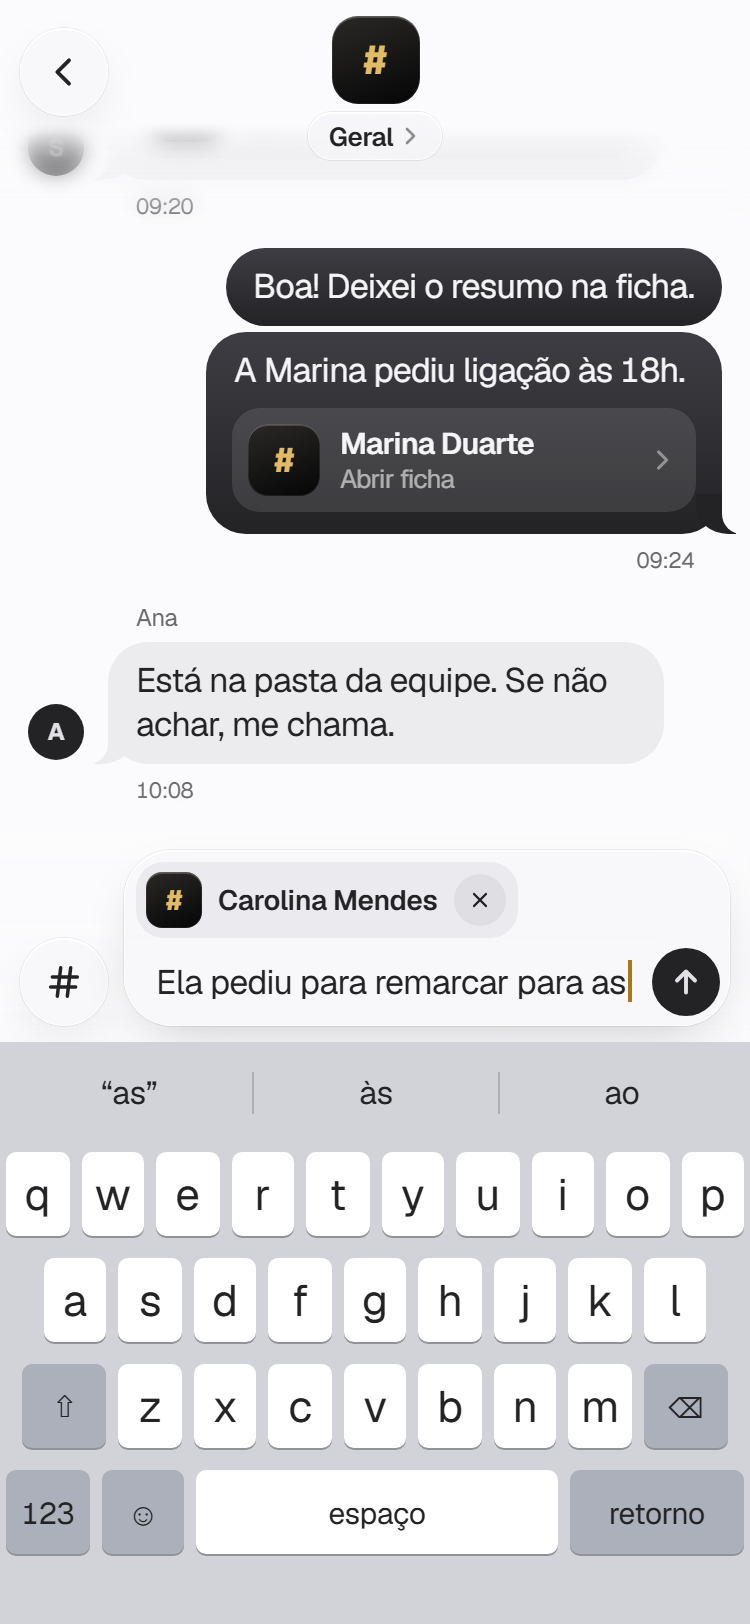 #
Geral
S
09:20
Boa! Deixei o resumo na ficha.
A Marina pediu ligação às 18h.
# Marina Duarte
Abrir ficha
09:24
Ana
Está na pasta da equipe. Se não
achar, me chama.
A
10:08
# Carolina Mendes
# Ela pediu para remarcar para as
“as” às ao
q w e r t y u i o p
a s d f g h j k l
z x c v b n m
123 espaço retorno